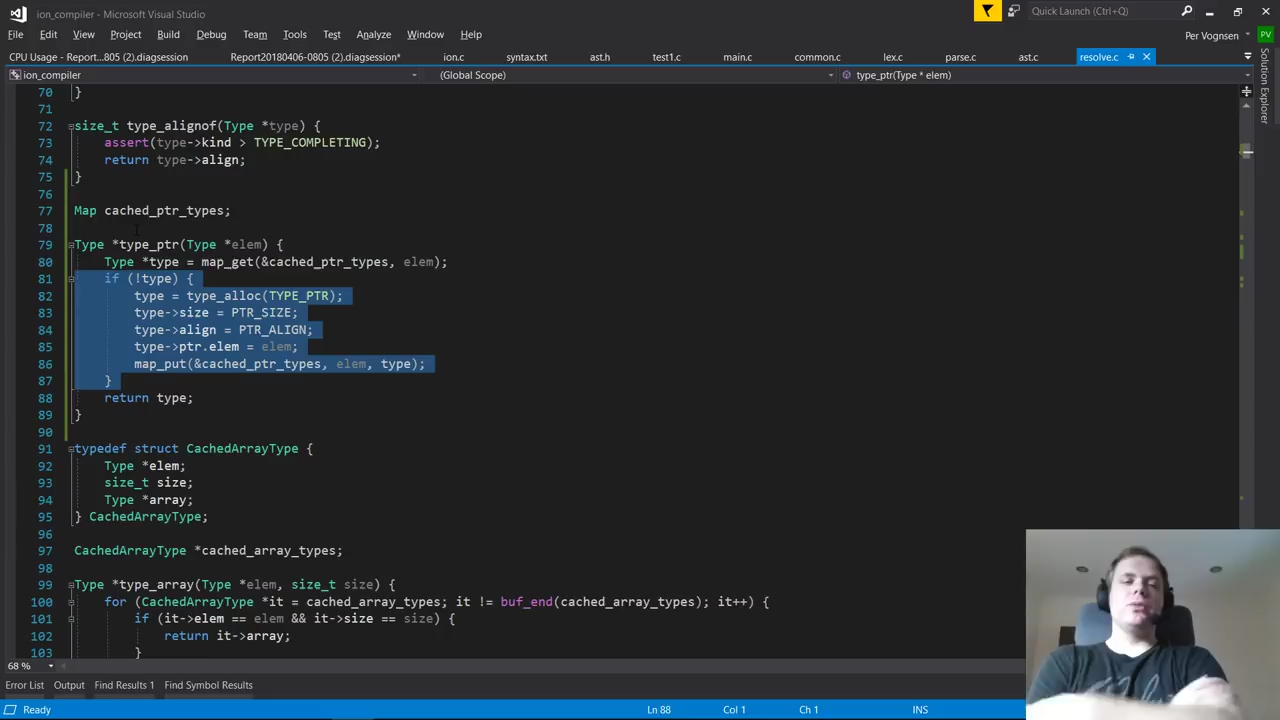 ion_compiler - Microsoft Visual Studio
Quick Launch (Ctrl+Q)
File Edit View Project Build Debug Team Tools Test Analyze Window Help
Per Vognsen PV
CPU Usage - Report...805 (2).diagsession Report20180406-0805 (2).diagsession* ion.c syntax.txt ast.h test1.c main.c common.c lex.c parse.c ast.c resolve.c
ion_compiler (Global Scope) type_ptr(Type * elem)
Solution Explorer
70 }
71
72 size_t type_alignof(Type *type) {
73 assert(type->kind > TYPE_COMPLETING);
74 return type->align;
75 }
76
77 Map cached_ptr_types;
78
79 Type *type_ptr(Type *elem) {
80 Type *type = map_get(&cached_ptr_types, elem);
81 if (!type) {
82 type = type_alloc(TYPE_PTR);
83 type->size = PTR_SIZE;
84 type->align = PTR_ALIGN;
85 type->ptr.elem = elem;
86 map_put(&cached_ptr_types, elem, type);
87 }
88 return type;
89 }
90
91 typedef struct CachedArrayType {
92 Type *elem;
93 size_t size;
94 Type *array;
95 } CachedArrayType;
96
97 CachedArrayType *cached_array_types;
98
99 Type *type_array(Type *elem, size_t size) {
100 for (CachedArrayType *it = cached_array_types; it != buf_end(cached_array_types); it++) {
101 if (it->elem == elem && it->size == size) {
102 return it->array;
103 }
68 %
Error List Output Find Results 1 Find Symbol Results
Ready Ln 88 Col 1 Ch 1 INS